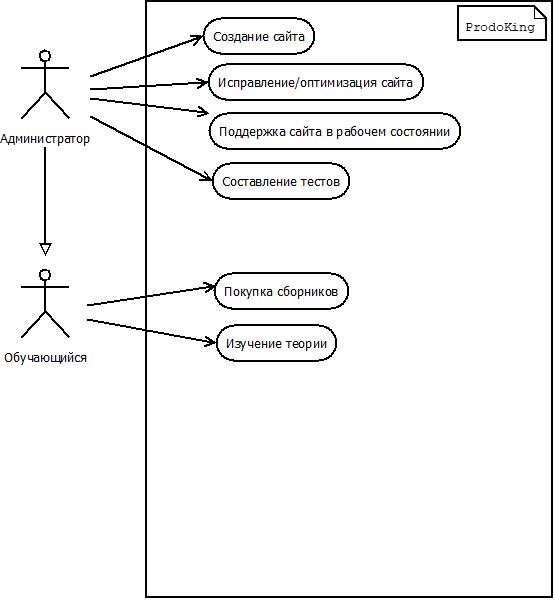 ProdoKing
Создание сайта
Исправление/оптимизация сайта
Поддержка сайта в рабочем состоянии
Администратор
Составление тестов
Покупка сборников
Изучение теории
Обучающийся